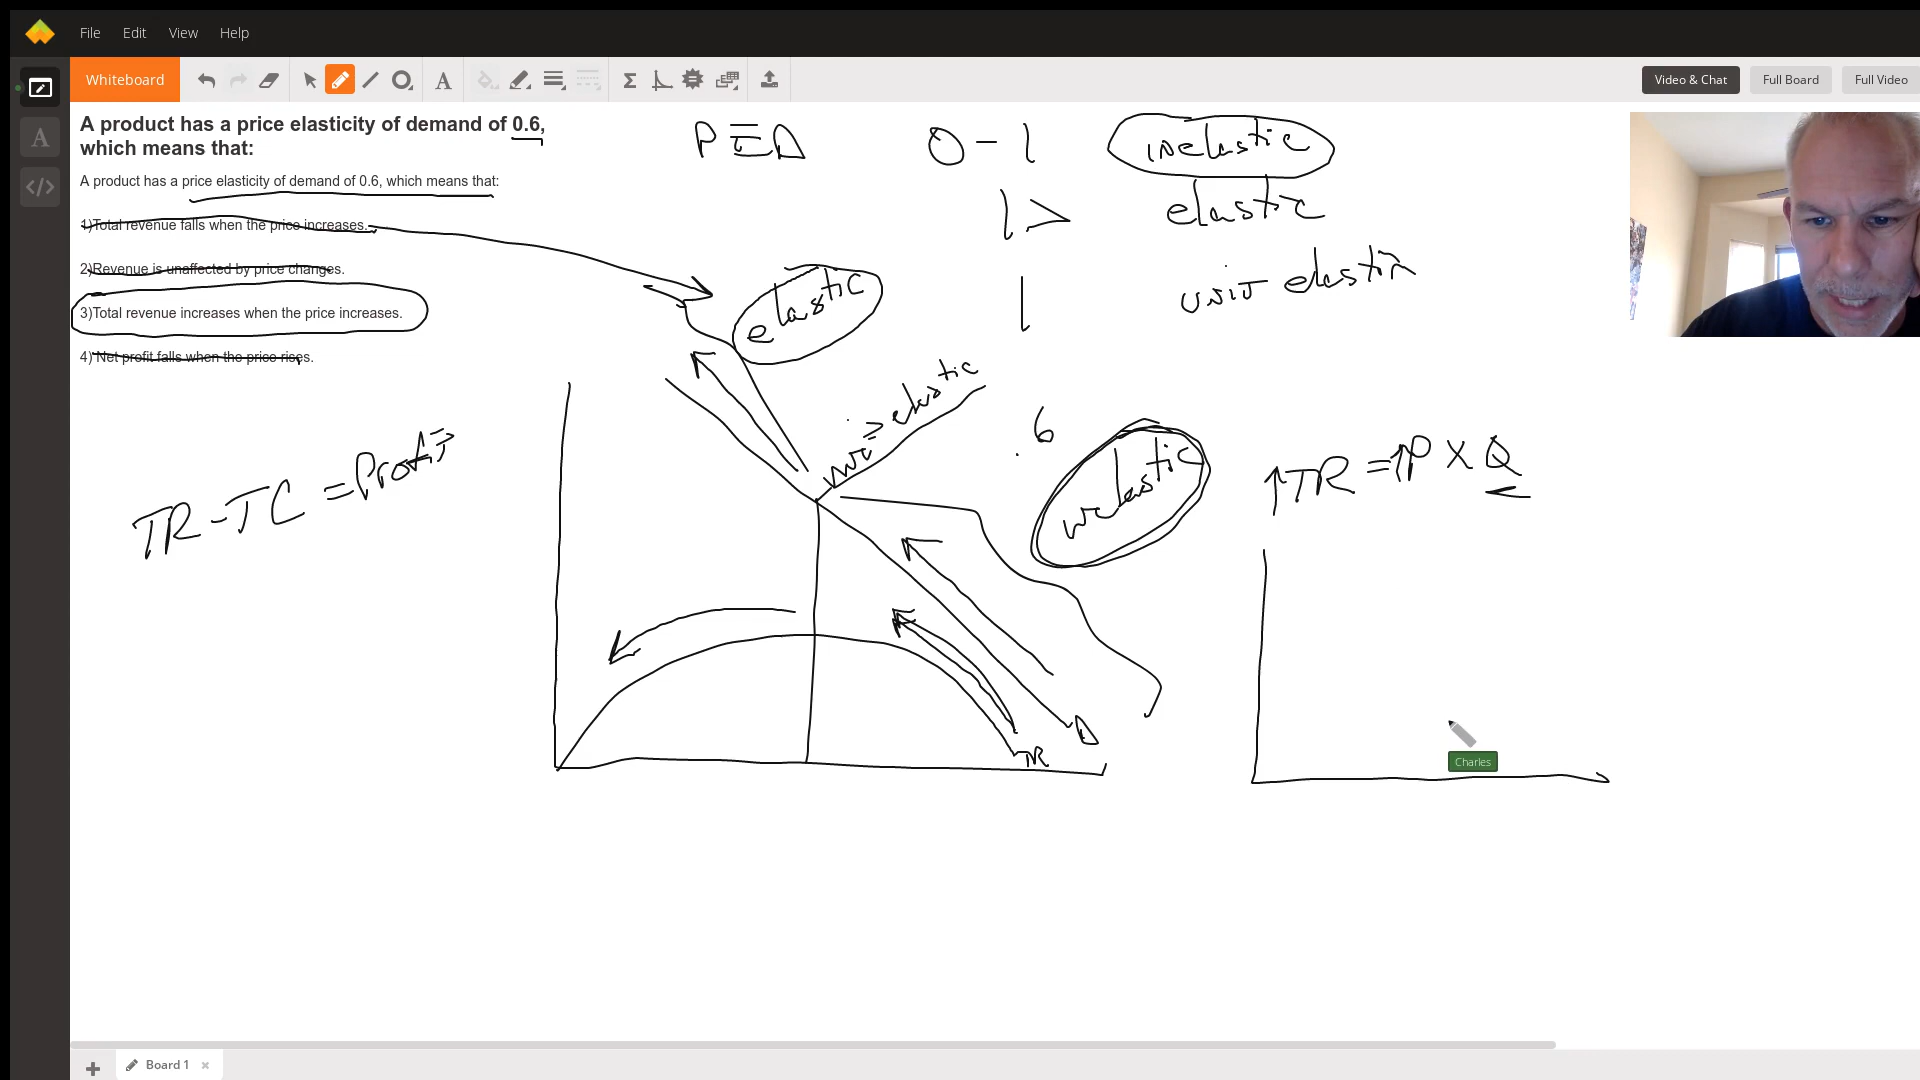 File Edit View Help
Whiteboard
A
Σ
Video & Chat Full Board Full Video
A product has a price elasticity of demand of 0.6,
which means that:
A product has a price elasticity of demand of 0.6, which means that:
1)Total revenue falls when the price increases.
2)Revenue is unaffected by price changes.
3)Total revenue increases when the price increases.
4) Net profit falls when the price rises.
PED 0-1 inelastic
1> elastic
1 unit elastic
elastic
elastic
.6
inelastic
↑TR=↑P X Q
TR-TC=Profit
D
TR
Charles
Board 1